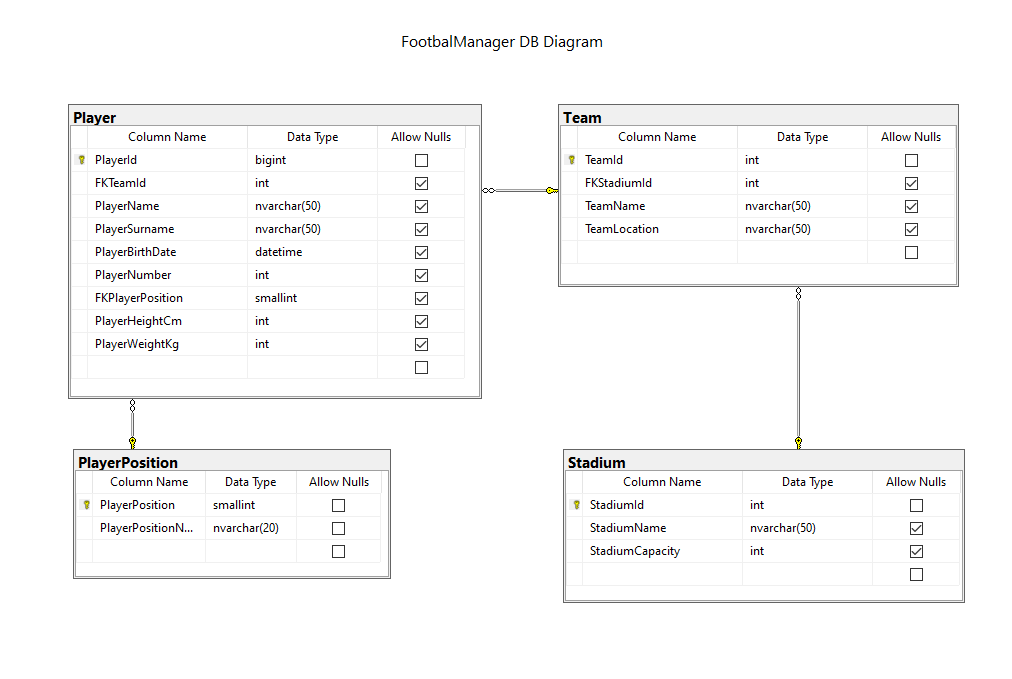 FootbalManager DB Diagram
Player
Column Name Data Type Allow Nulls
PlayerId bigint
FKTeamId int
PlayerName nvarchar(50)
PlayerSurname nvarchar(50)
PlayerBirthDate datetime
PlayerNumber int
FKPlayerPosition smallint
PlayerHeightCm int
PlayerWeightKg int
Team
Column Name Data Type Allow Nulls
TeamId int
FKStadiumId int
TeamName nvarchar(50)
TeamLocation nvarchar(50)
PlayerPosition
Column Name Data Type Allow Nulls
PlayerPosition smallint
PlayerPositionN... nvarchar(20)
Stadium
Column Name Data Type Allow Nulls
StadiumId int
StadiumName nvarchar(50)
StadiumCapacity int